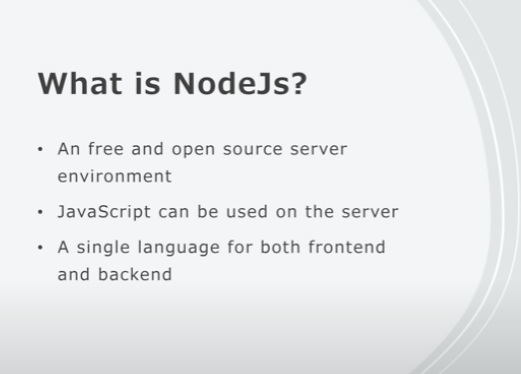 What is NodeJs?
• An free and open source server
environment
• JavaScript can be used on the server
• A single language for both frontend
and backend